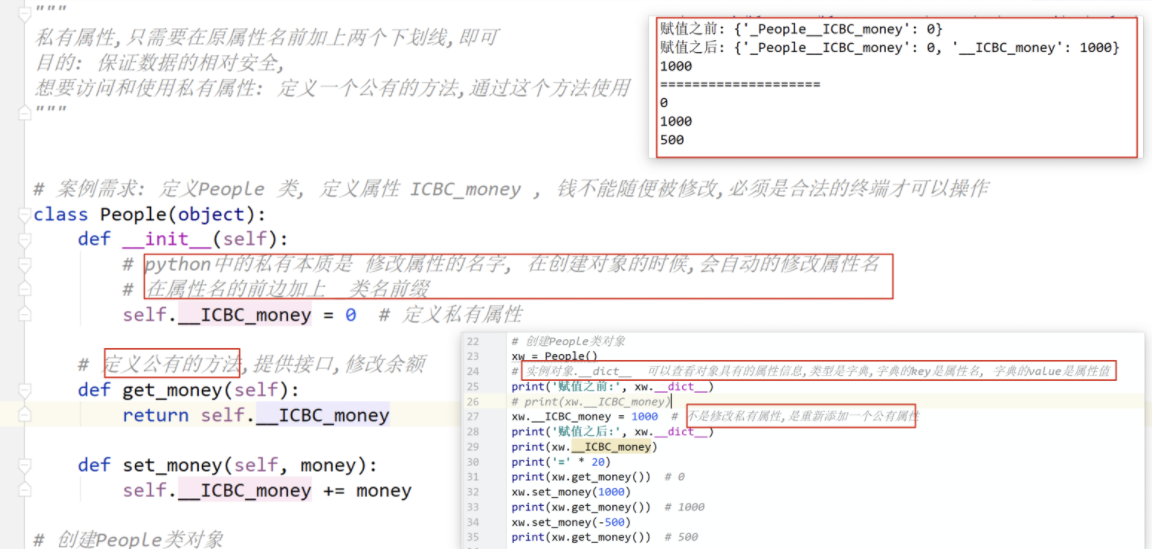 """
私有属性,只需要在原属性名前加上两个下划线,即可
目的: 保证数据的相对安全,
想要访问和使用私有属性: 定义一个公有的方法,通过这个方法使用
"""
# 案例需求: 定义People 类, 定义属性 ICBC_money , 钱不能随便被修改,必须是合法的终端才可以操作
class People(object):
def __init__(self):
# python中的私有本质是 修改属性的名字, 在创建对象的时候,会自动的修改属性名
# 在属性名的前边加上 _类名前缀
self.__ICBC_money = 0 # 定义私有属性
# 定义公有的方法,提供接口,修改余额
def get_money(self):
return self.__ICBC_money
def set_money(self, money):
self.__ICBC_money += money
# 创建People类对象
赋值之前: {'_People__ICBC_money': 0}
赋值之后: {'_People__ICBC_money': 0, '__ICBC_money': 1000}
1000
====================
0
1000
500
22 # 创建People类对象
23 xw = People()
24 # 实例对象.__dict__ 可以查看对象具有的属性信息,类型是字典,字典的key是属性名, 字典的value是属性值
25 print('赋值之前:', xw.__dict__)
26 # print(xw.__ICBC_money)
27 xw.__ICBC_money = 1000 # 不是修改私有属性,是重新添加一个公有属性
28 print('赋值之后:', xw.__dict__)
29 print(xw.__ICBC_money)
30 print('=' * 20)
31 print(xw.get_money()) # 0
32 xw.set_money(1000)
33 print(xw.get_money()) # 1000
34 xw.set_money(-500)
35 print(xw.get_money()) # 500